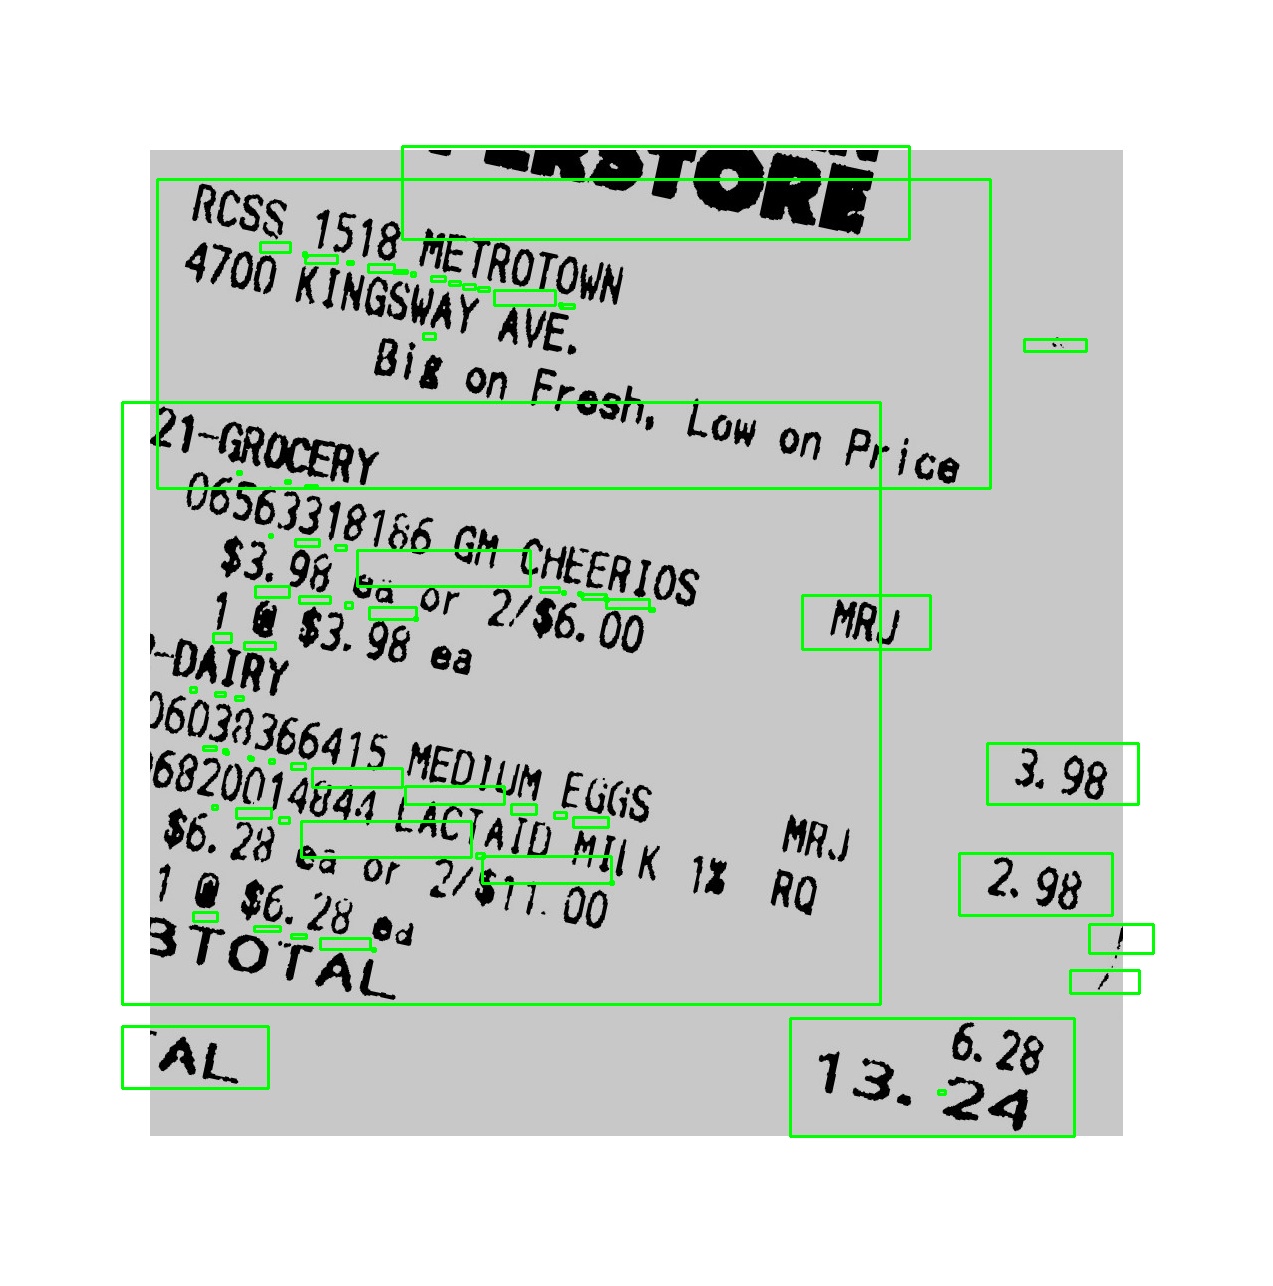 RCSS 1518 METROTOWN
4700 KINGSWAY AVE.
Big on Fresh, Low on Price
21-GROCERY
06563318186 GM CHEERIOS MRJ
$3.98 ea or 2/$6.00
1 @ $3.98 ea 3.98
-DAIRY
06038366415 MEDIUM EGGS MRJ 2.98
06820014844 LACTAID MILK 1% RQ
$6.28 ea or 2/$11.00
1 @ $6.28 ea 6.28
BTOTAL 13.24
TAL